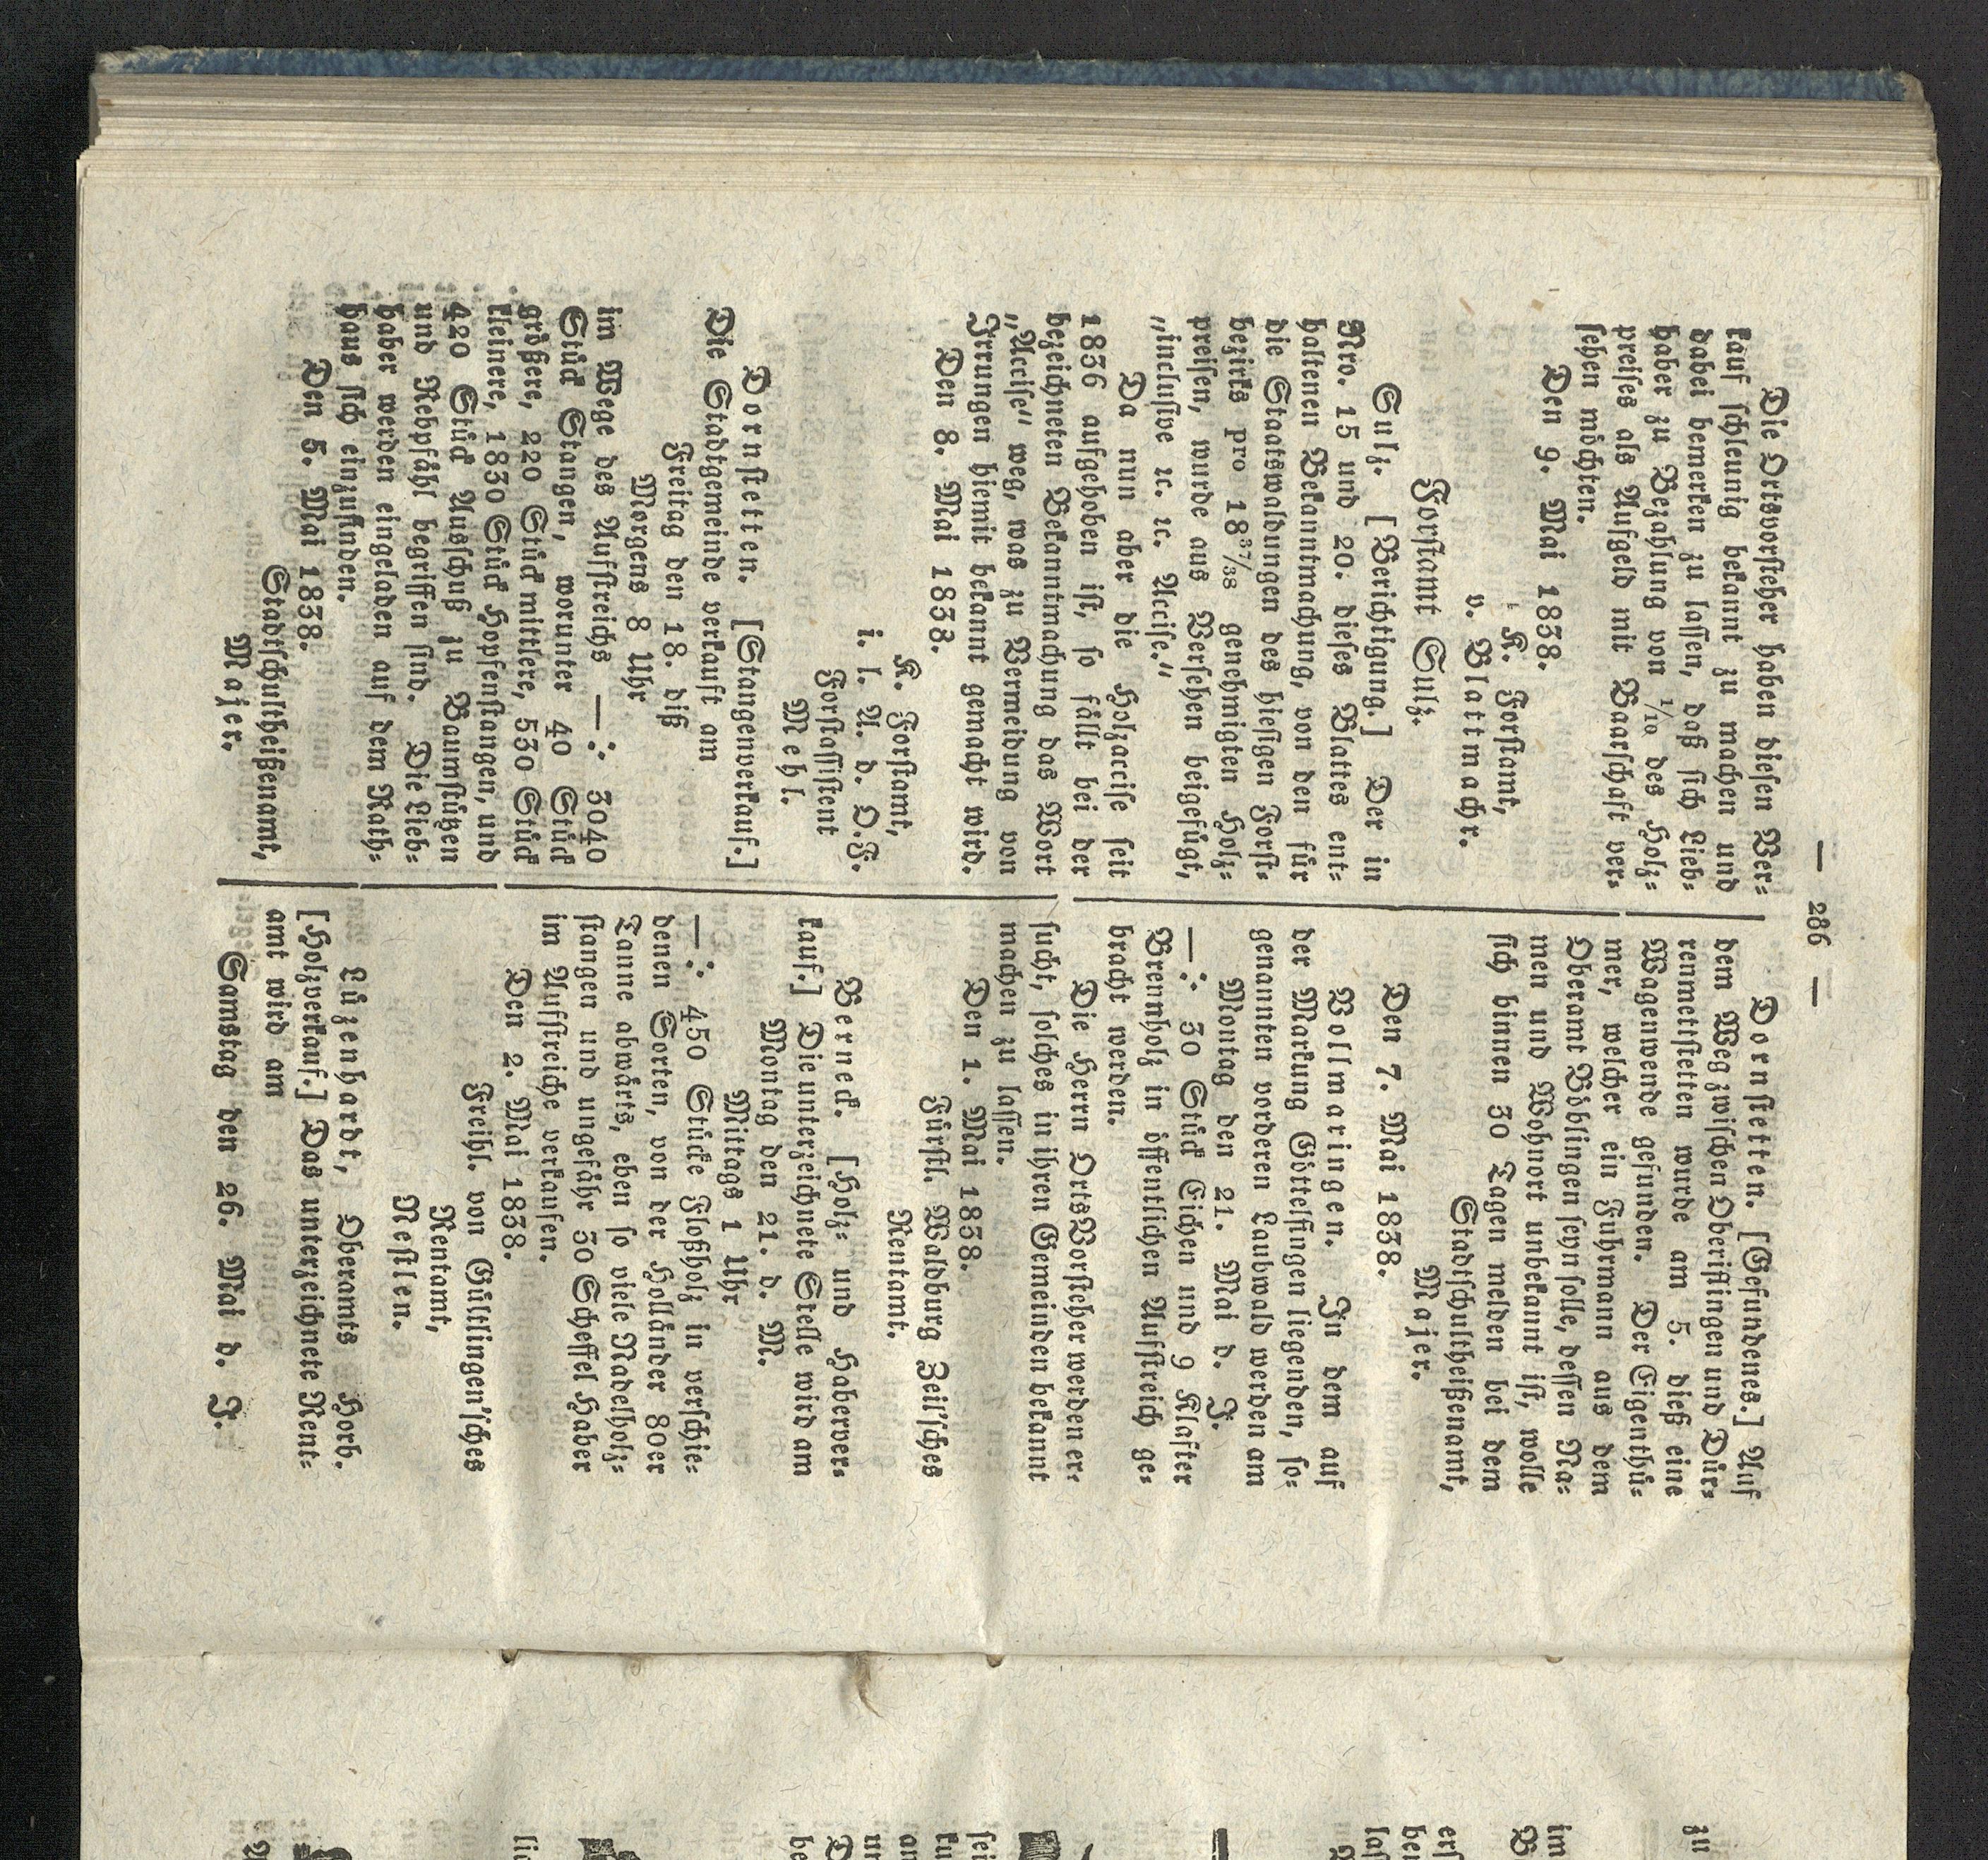 — 286 —
Die Ortsvorsteher haben diesen Ver-
kauf schleunig bekannt zu machen und
dabei bemerken zu lassen, daß sich Lieb-
haber zu Bezahlung von 1/10 des Holz-
preises als Aufgeld mit Baarschaft ver-
sehen möchten.
Den 9. Mai 1838.
K. Forstamt,
v. Blattmachr.
Forstamt Sulz.
Sulz. [Berichtigung.] Der in
Nro. 15 und 20. dieses Blattes ent-
haltenen Bekanntmachung, von den für
die Staatswaldungen des hiesigen Forst-
bezirks pro 1837/38 genehmigten Holz-
preisen, wurde aus Versehen beigefügt,
„inclusive ꝛc. ꝛc. Accise.“
Da nun aber die Holzaccise seit
1836 aufgehoben ist, so fällt bei der
bezeichneten Bekanntmachung das Wort
„Accise“ weg, was zu Vermeidung von
Irrungen hiemit bekannt gemacht wird.
Den 8. Mai 1838.
K. Forstamt,
i. l. A. d. O.F.
Forstassistent
Mehl.
Dornstetten. [Stangenverkauf.]
Die Stadtgemeinde verkauft am
Freitag den 18. diß
Morgens 8 Uhr
im Wege des Aufstreichs —: 3040
Stück Stangen, worunter 40 Stück
größere, 220 Stück mittlere, 530 Stück
kleinere, 1830 Stück Hopfenstangen, und
420 Stück Ausschuß zu Baumstützen
und Rebpfähl begriffen sind. Die Lieb-
haber werden eingeladen auf dem Rath-
haus sich einzufinden.
Den 5. Mai 1838.
Stadtschultheißenamt,
Majer.
Dornstetten. [Gefundenes.] Auf
dem Weg zwischen Oberiflingen und Dür-
renmettstetten wurde am 5. dieß eine
Wagenwende gefunden. Der Eigenthü-
mer, welcher ein Fuhrmann aus dem
Oberamt Böblingen seyn solle, dessen Na-
men und Wohnort unbekannt ist, wolle
sich binnen 30 Tagen melden bei dem
Stadtschultheißenamt,
Majer.
Den 7. Mai 1838.
Vollmaringen. In dem auf
der Markung Göttelfingen liegenden, so-
genannten vorderen Laubwald werden am
Montag den 21. Mai d. J.
—: 30 Stück Eichen und 9 Klafter
Brennholz in öffentlichen Aufstreich ge-
bracht werden.
Die Herrn OrtsVorsteher werden er-
sucht, solches in ihren Gemeinden bekannt
machen zu lassen.
Den 1. Mai 1838.
Fürstl. Waldburg Zeil'sches
Rentamt.
Berneck. [Holz- und Haberver-
kauf.] Die unterzeichnete Stelle wird am
Montag den 21. d. M.
Mittags 1 Uhr
—: 450 Stücke Floßholz in verschie-
denen Sorten, von der Holländer 80er
Tanne abwärts, eben so viele Nadelholz-
stangen und ungefähr 30 Scheffel Haber
im Aufstreiche verkaufen.
Den 2. Mai 1838.
Freihl. von Gültlingen'sches
Rentamt,
Nestlen.
Lützenhardt, Oberamts Horb.
[Holzverkauf.] Das unterzeichnete Rent-
amt wird am
Samstag den 26. Mai d. J.